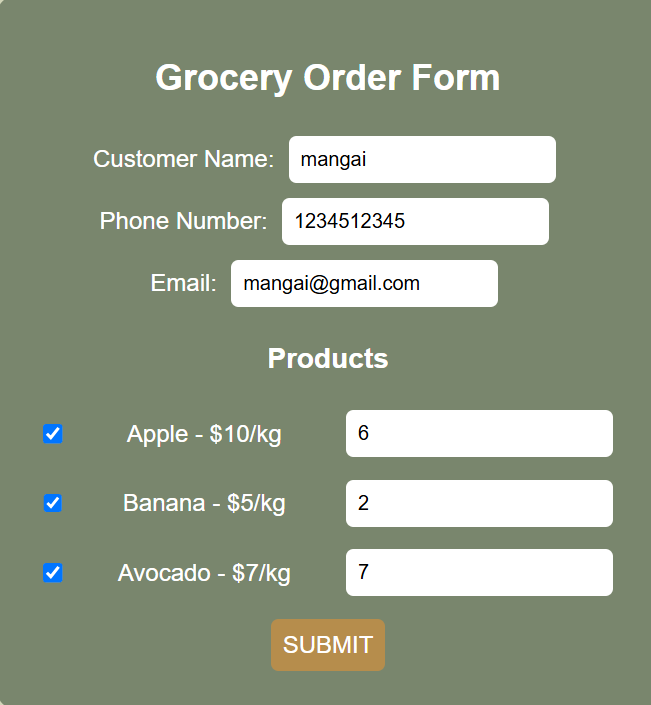 Grocery Order Form
Customer Name: mangai
Phone Number: 1234512345
Email: mangai@gmail.com
Products
Apple - $10/kg 6
Banana - $5/kg 2
Avocado - $7/kg 7
SUBMIT